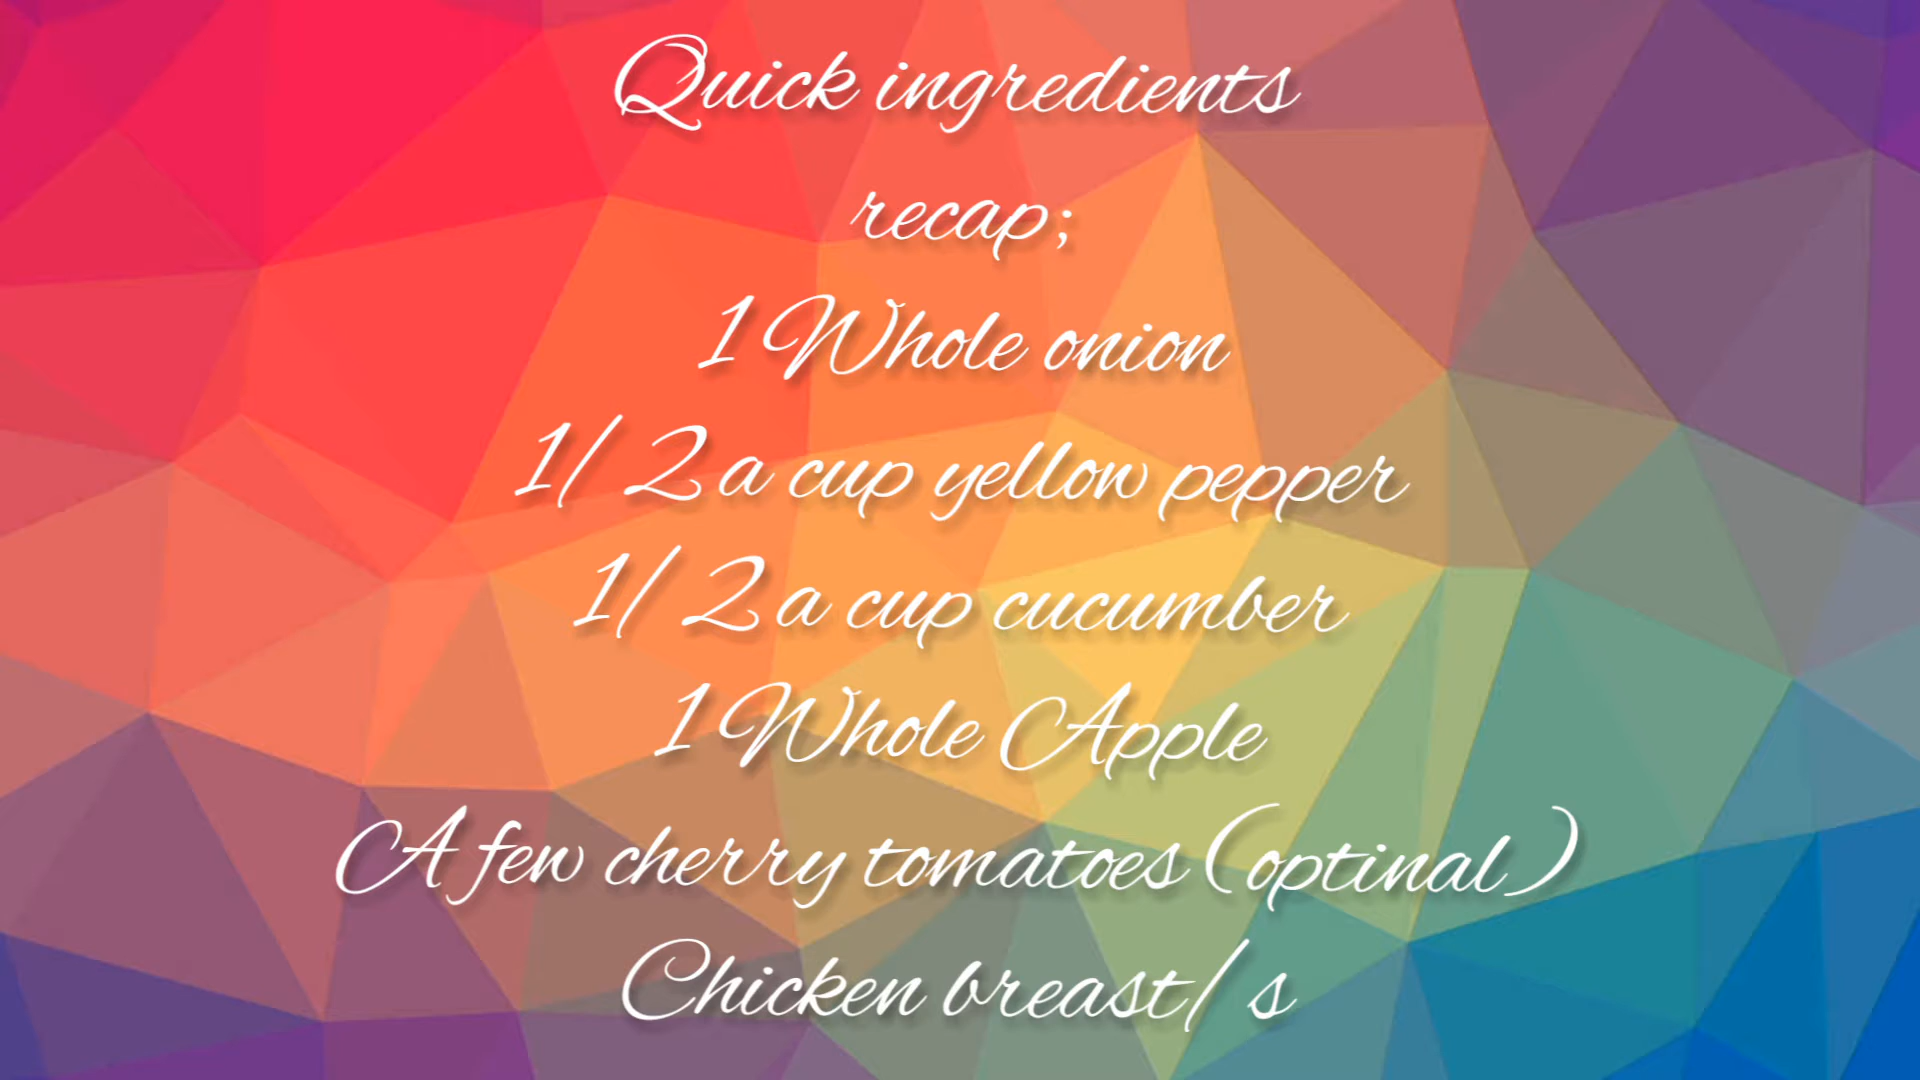 Quick ingredients
recap;
1 Whole onion
1/2 a cup yellow pepper
1/2 a cup cucumber
1 Whole Apple
A few cherry tomatoes (optinal)
Chicken breast/s